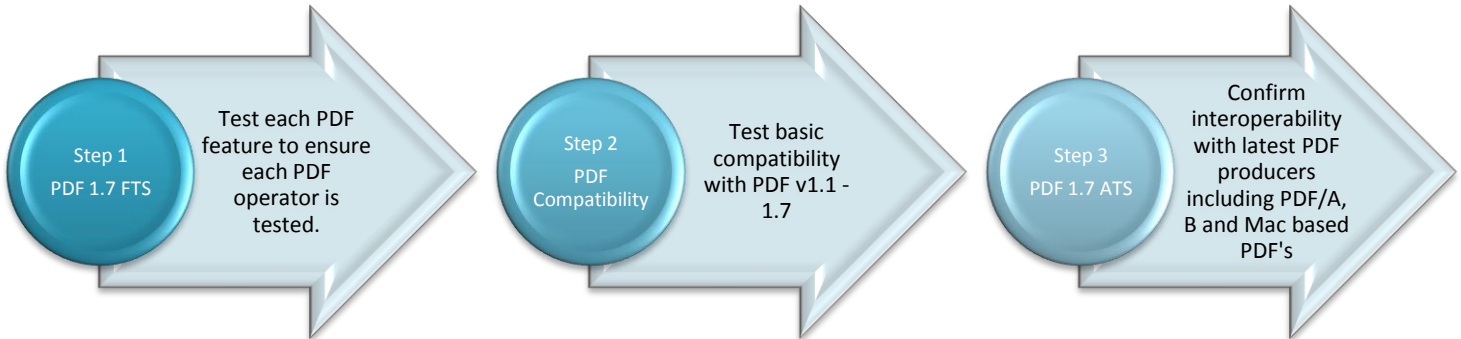 Step 1
PDF 1.7 FTS
Test each PDF
feature to ensure
each PDF
operator is
tested.
Step 2
PDF
Compatibility
Test basic
compatibility
with PDF v1.1 -
1.7
Step 3
PDF 1.7 ATS
Confirm
interoperability
with latest PDF
producers
including PDF/A,
B and Mac based
PDF's